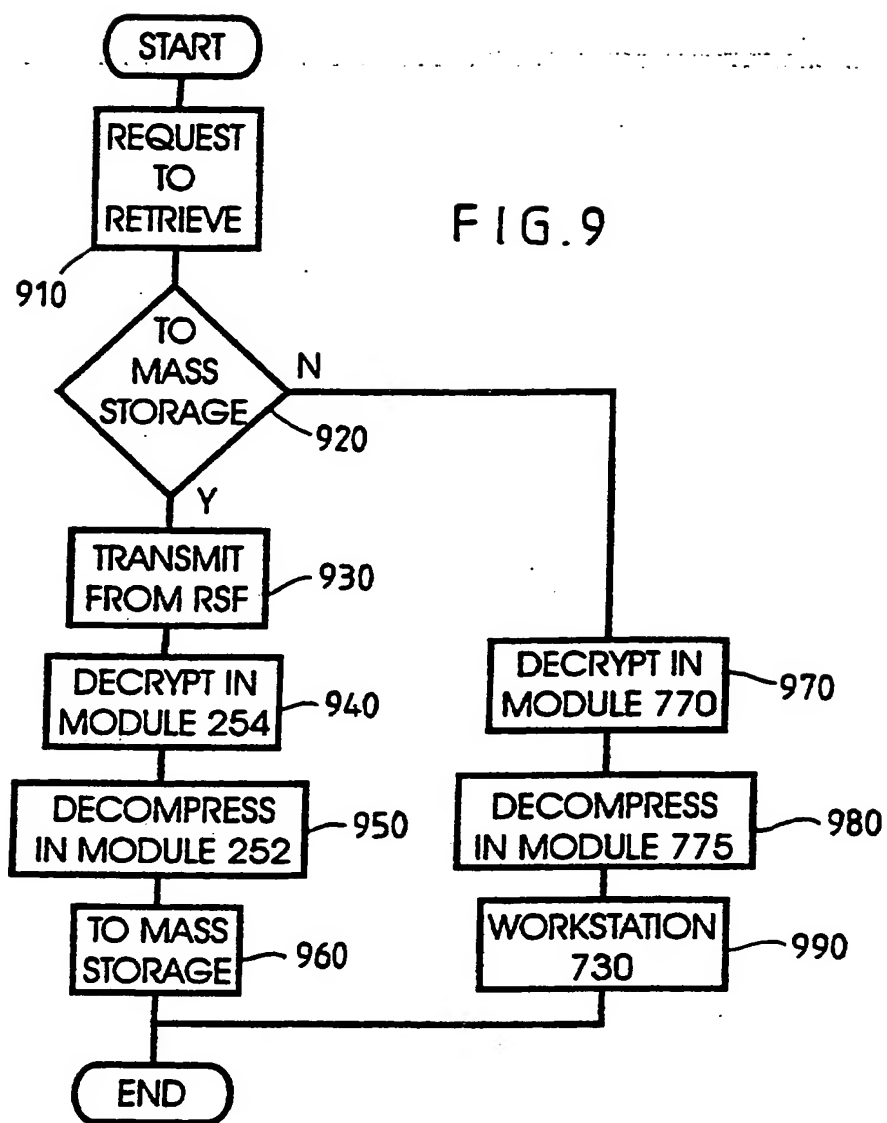 START
REQUEST
TO
RETRIEVE
910
FIG.9
TO
MASS
STORAGE
N
920
Y
TRANSMIT
FROM RSF
930
DECRYPT IN
MODULE 254
940
DECOMPRESS
IN MODULE 252
950
TO MASS
STORAGE
960
DECRYPT IN
MODULE 770
970
DECOMPRESS
IN MODULE 775
980
WORKSTATION
730
990
END